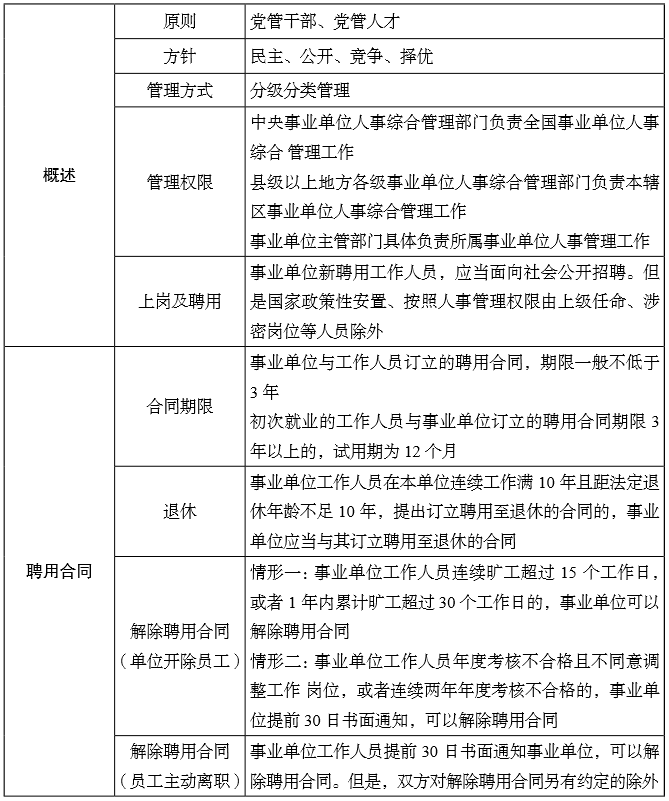 概述
原则
党管干部、党管人才
方针
民主、公开、竞争、择优
管理方式
分级分类管理
管理权限
中央事业单位人事综合管理部门负责全国事业单位人事
综合 管理工作
县级以上地方各级事业单位人事综合管理部门负责本辖
区事业单位人事综合管理工作
事业单位主管部门具体负责所属事业单位人事管理工作
上岗及聘用
事业单位新聘用工作人员，应当面向社会公开招聘。但
是国家政策性安置、按照人事管理权限由上级任命、涉
密岗位等人员除外
聘用合同
合同期限
事业单位与工作人员订立的聘用合同，期限一般不低于
3 年
初次就业的工作人员与事业单位订立的聘用合同期限 3
年以上的，试用期为 12 个月
退休
事业单位工作人员在本单位连续工作满 10 年且距法定退
休年龄不足 10 年，提出订立聘用至退休的合同的，事业
单位应当与其订立聘用至退休的合同
解除聘用合同
（单位开除员工）
情形一：事业单位工作人员连续旷工超过 15 个工作日，
或者 1 年内累计旷工超过 30 个工作日的，事业单位可以
解除聘用合同
情形二：事业单位工作人员年度考核不合格且不同意调
整工作 岗位，或者连续两年年度考核不合格的，事业单
位提前 30 日书面通知，可以解除聘用合同
解除聘用合同
（员工主动离职）
事业单位工作人员提前 30 日书面通知事业单位，可以解
除聘用合同。但是，双方对解除聘用合同另有约定的除外